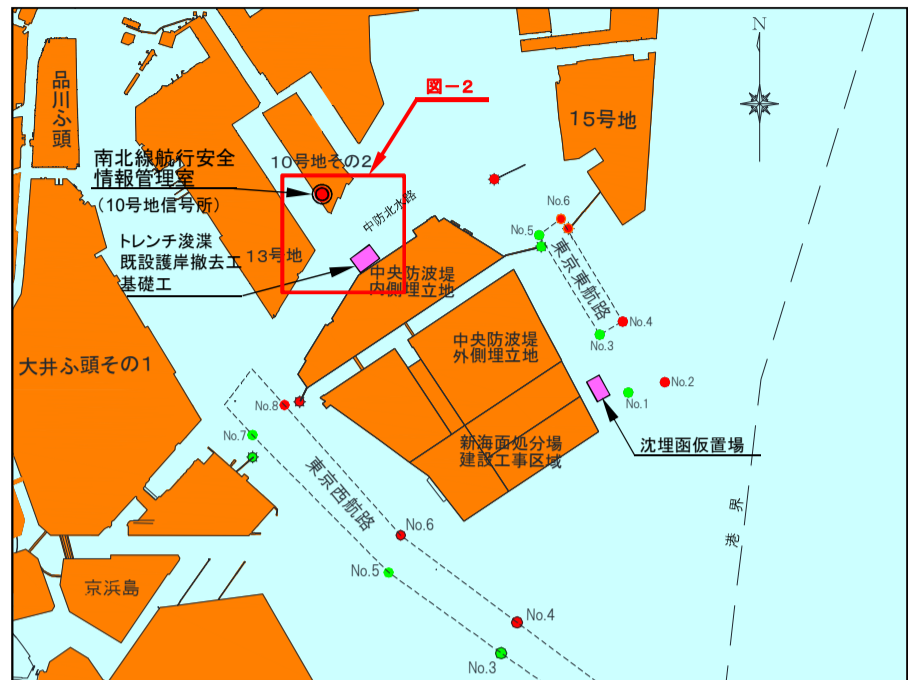 図－2
N
品川ふ頭
15号地
南北線航行安全
情報管理室
(10号地信号所)
10号地その2
中防北水路
トレンチ浚渫
既設護岸撤去工
基礎工
13号地
中央防波堤
内側埋立地
No.6
No.5
東京東航路
No.4
No.3
中央防波堤
外側埋立地
大井ふ頭その1
No.2
No.1
No.8
No.7
新海面処分場
建設工事区域
沈埋函仮置場
東京西航路
港界
No.6
No.5
京浜島
No.4
No.3